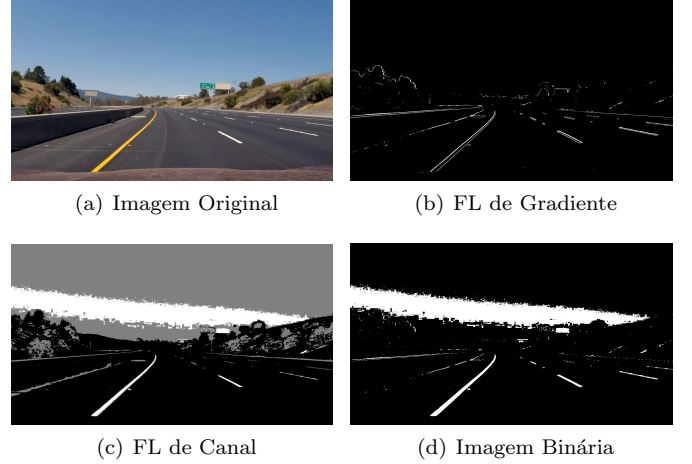 (a) Imagem Original
(b) FL de Gradiente
(c) FL de Canal
(d) Imagem Binária